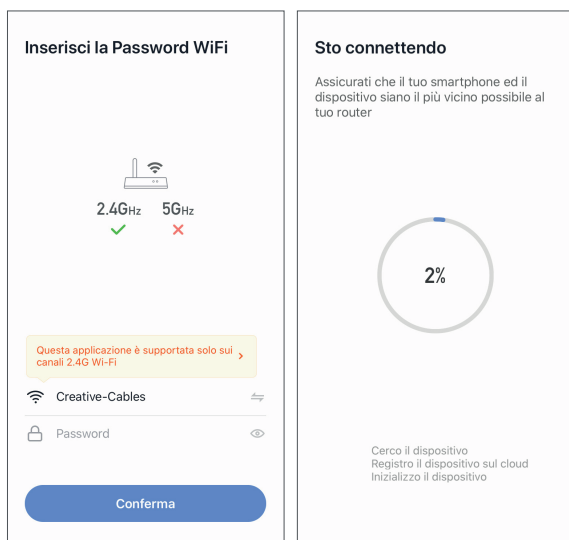 Inserisci la Password WiFi
2.4GHz 5GHz
Questa applicazione è supportata solo sui
canali 2.4G Wi-Fi
Creative-Cables
Password
Conferma
Sto connettendo
Assicurati che il tuo smartphone ed il
dispositivo siano il più vicino possibile al
tuo router
2%
Cerco il dispositivo
Registro il dispositivo sul cloud
Inizializzo il dispositivo